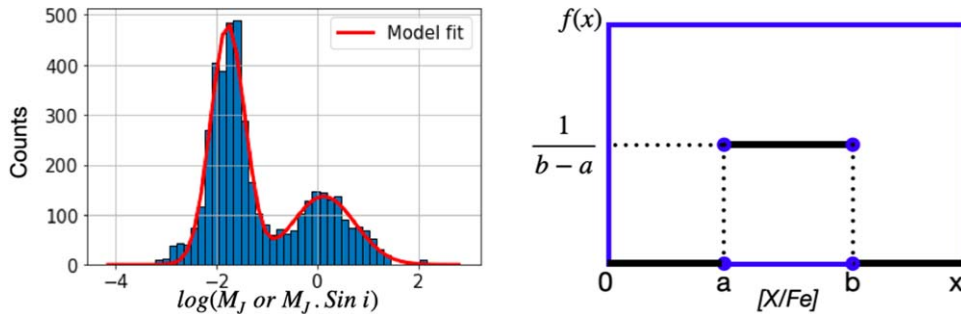 500
400
300
200
100
0
Counts
Model fit
−4 −2 0 2
log(M_J or M_J . Sin i)
f(x)
1
b − a
0 a b x
[X/Fe]